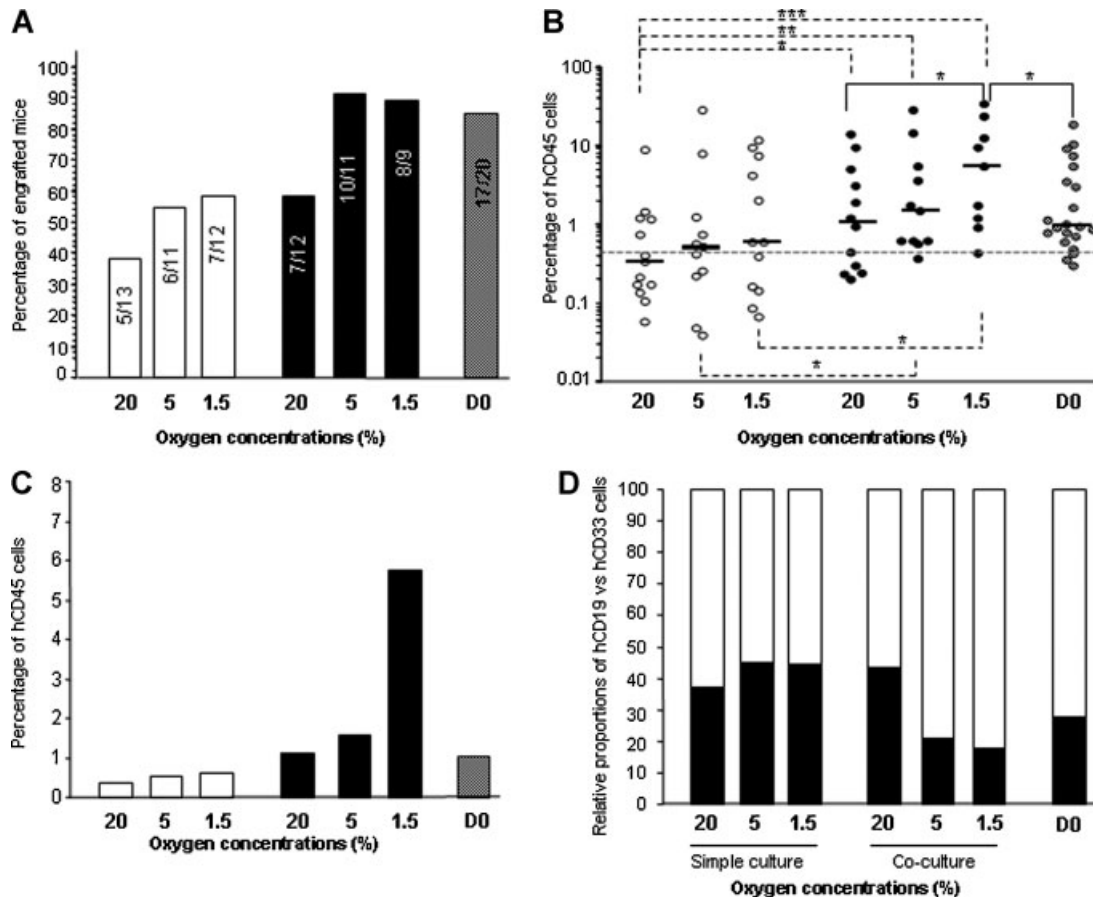 A
Percentage of engrafted mice
100
90
80
70
60
50
40
30
20
10
0
5/13
6/11
7/12
7/12
10/11
8/9
17/20
20 5 1.5 20 5 1.5 D0
Oxygen concentrations (%)
B
***
**
*
* *
Percentage of hCD45 cells
100
10
1
0.1
0.01
*
*
20 5 1.5 20 5 1.5 D0
Oxygen concentrations (%)
C
Percentage of hCD45 cells
8
7
6
5
4
3
2
1
0
20 5 1.5 20 5 1.5 D0
Oxygen concentrations (%)
D
Relative proportions of hCD19 vs hCD33 cells
100
90
80
70
60
50
40
30
20
10
0
20 5 1.5 20 5 1.5 D0
Simple culture Co-culture
Oxygen concentrations (%)